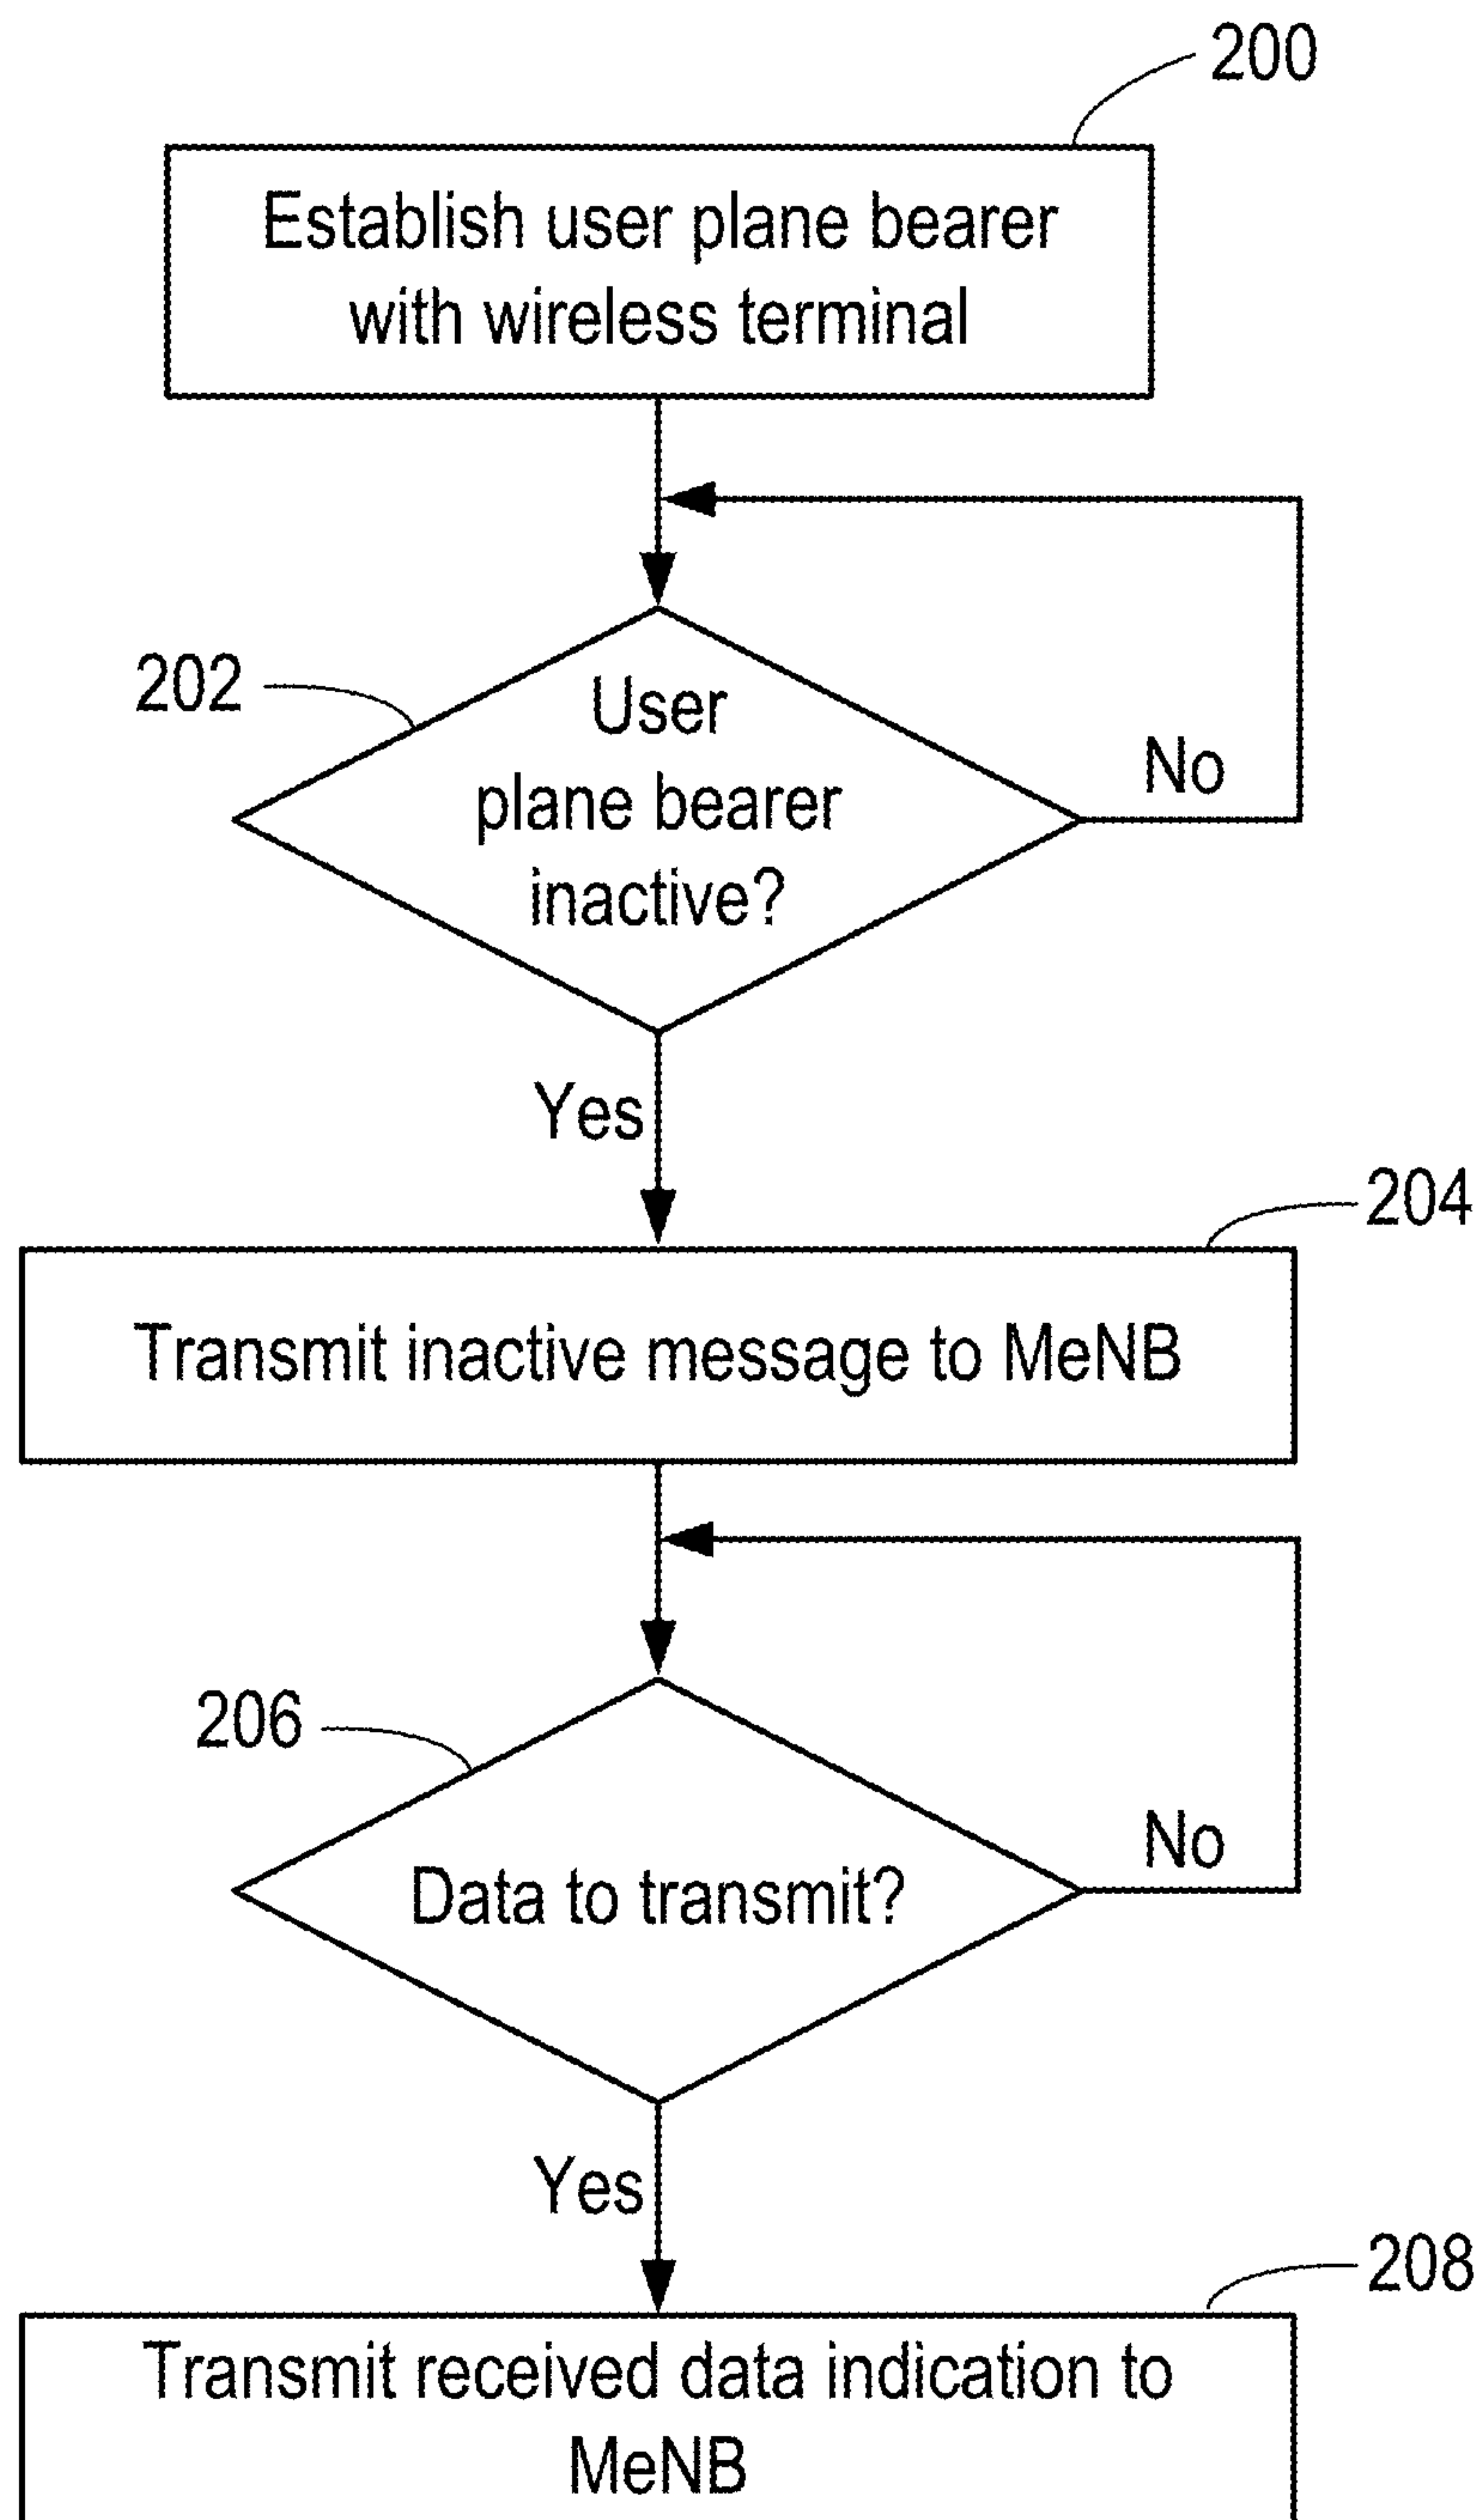 200
Establish user plane bearer
with wireless terminal
202
User
plane bearer
inactive?
No
Yes
204
Transmit inactive message to MeNB
206
Data to transmit?
No
Yes
208
Transmit received data indication to
MeNB